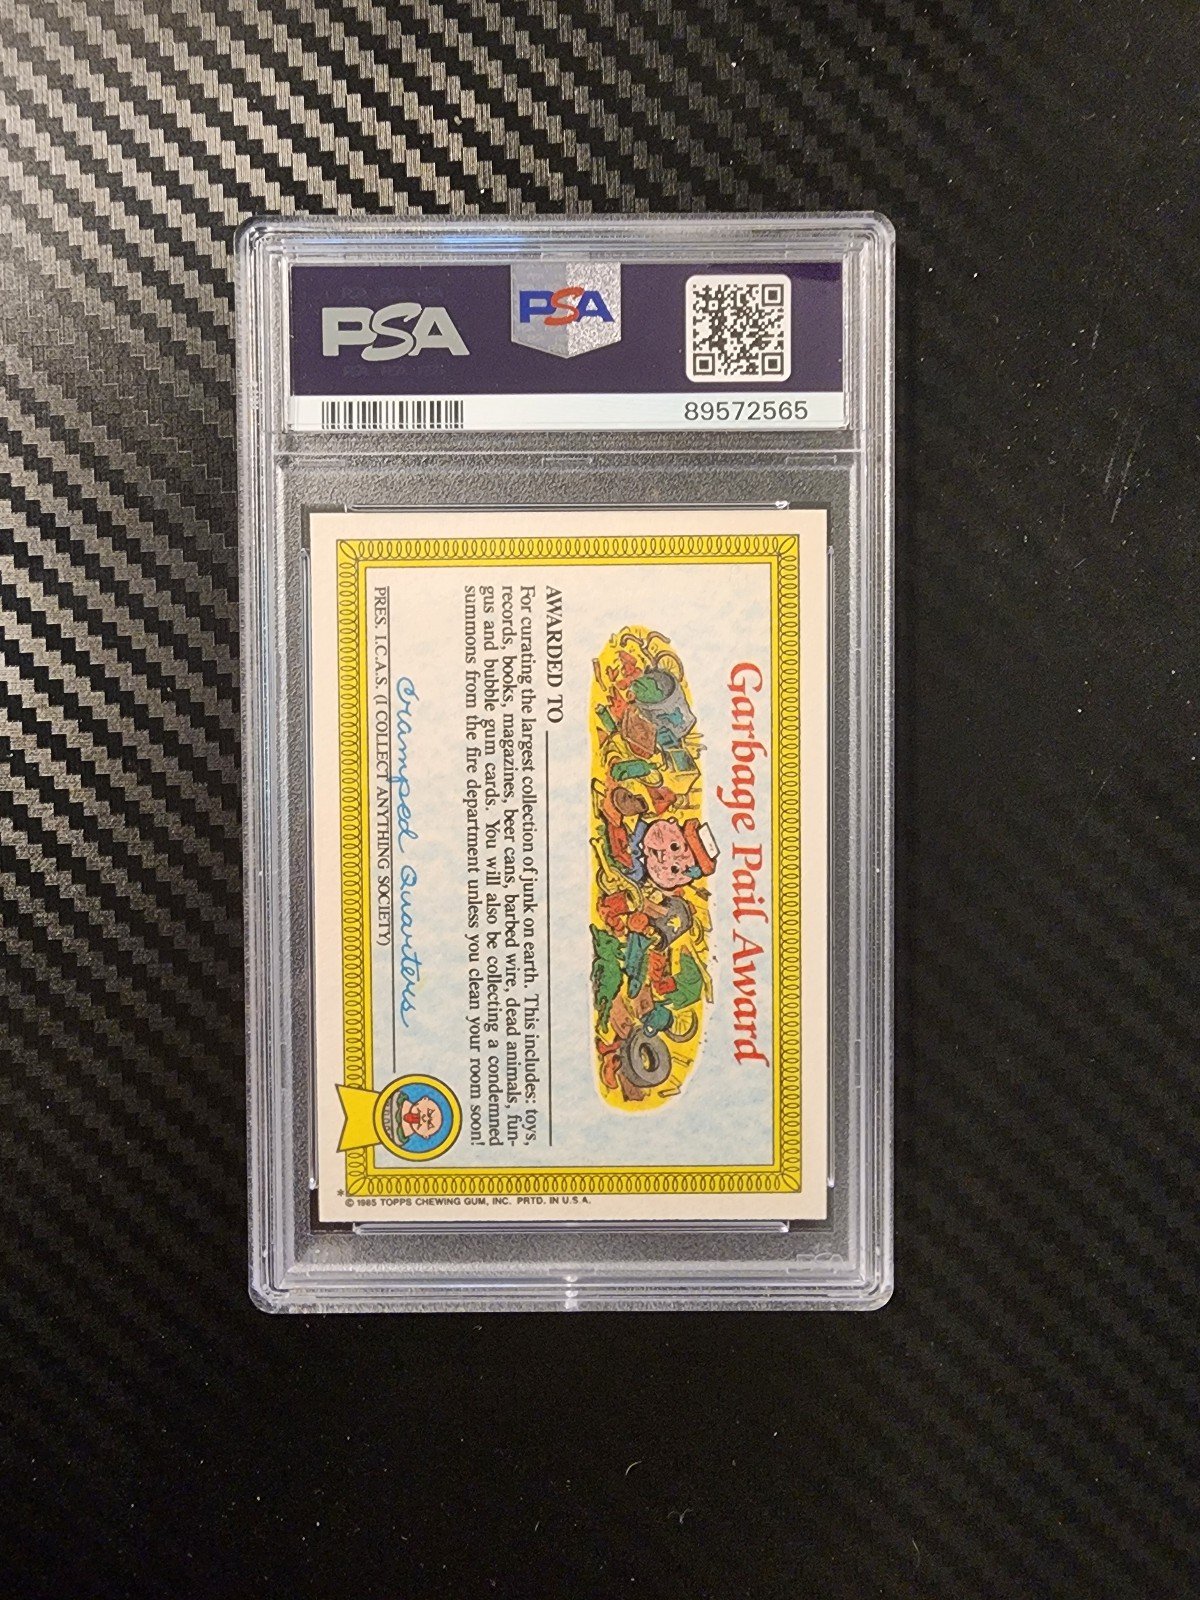 PSA
PSA
89572565
Garbage Pail Award
AWARDED TO
For curating the largest collection of junk on earth. This includes: toys,
records, books, magazines, beer cans, barbed wire, dead animals, fun-
gus and bubble gum cards. You will also be collecting a condemned
summons from the fire department unless you clean your room soon!
Cramped Quarters
PRES. I.C.A.S. (I COLLECT ANYTHING SOCIETY)
* © 1985 TOPPS CHEWING GUM, INC. PRTD. IN U.S.A.
PSA